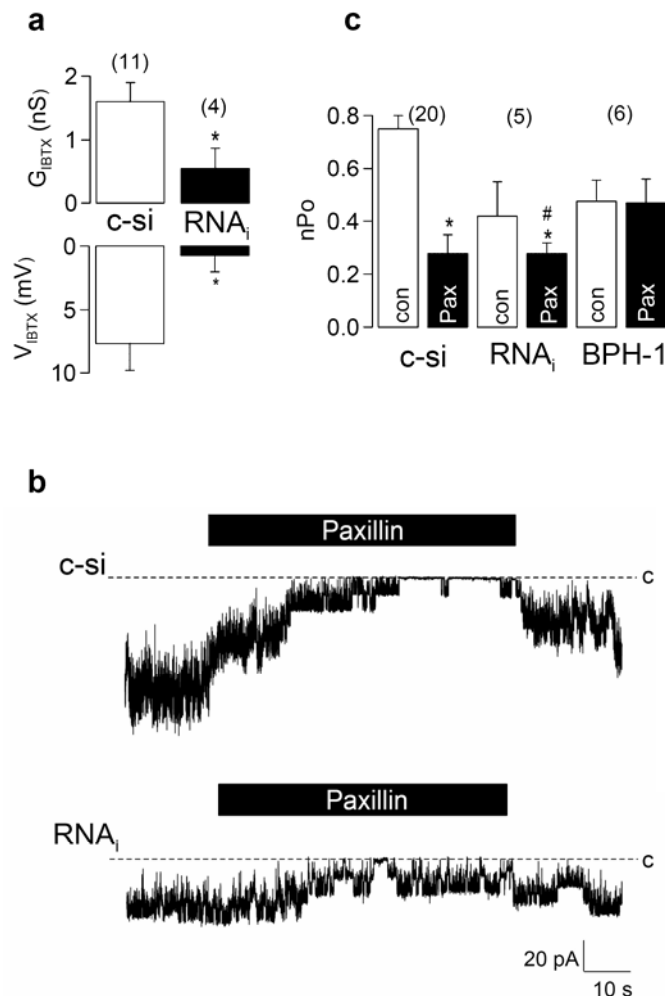 a
(11)
(4)
*
2
1
0
G_IBTX (nS)
c-si RNA_i
0
5
10
V_IBTX (mV)
*
c
(20) (5) (6)
0.8
0.6
0.4
0.2
0.0
nPo
* # *
con Pax con Pax con Pax
c-si RNA_i BPH-1
b
Paxillin
c-si c
Paxillin
RNA_i c
20 pA
10 s